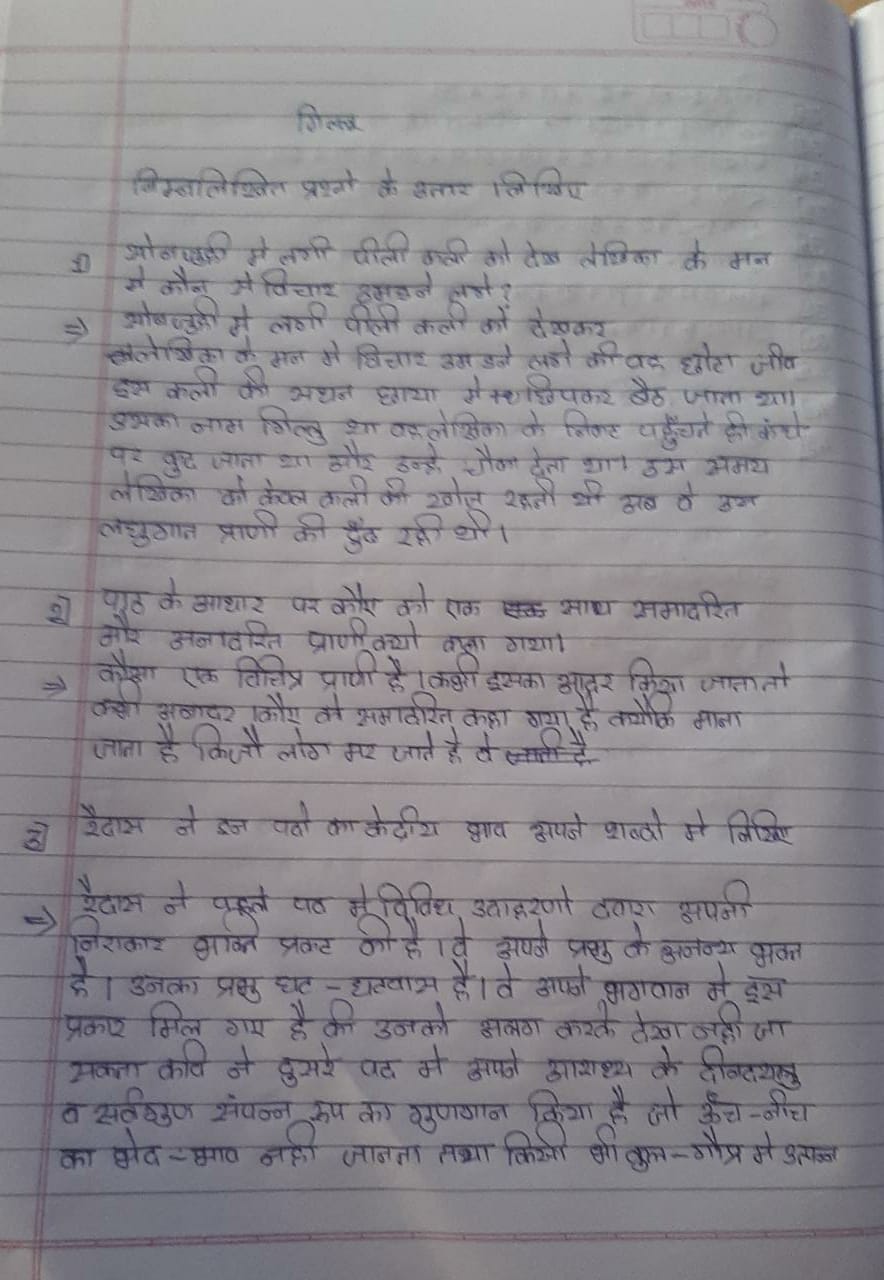 गिल्लू
निम्नलिखित प्रश्नो के उत्तर लिखिए
1) सोनजुही मे लगी पीली कली को देख लेखिका के मन
मे कौन से विचार उमडने लगे?
⇒ सोनजुही मे लगी पीली कली को देखकर
लेखिका के मन मे विचार उमडने लगे की वह छोटा जीव
इस कली की सघन छाया मे छिपकर बैठ जाता था।
उसका नाम गिल्लु था वह लेखिका के निकट पहुँचते ही कंधे
पर कुद जाता था और उन्हे चौका देता था। उस समय
लेखिका को केवल कली की खोज रहती थी अब वे उस
लघुगात प्राणी की ढुँढ रही थी।
2) पाठ के आधार पर कौए को एक साथ समादरित
और अनादरित प्राणी क्यो कहा गया।
⇒ कौआ एक विचित्र प्राणी है। कभी इसका आदर किया जाता तो
कभी अनादर। कौए को समादरित कहा गया है क्योंकि माना
जाता है कि जो लोग मर जाते है वे
3) रैदास ने इन पदो का केंद्रीय भाव अपने शब्दो मे लिखिए
⇒ रैदास ने पहले पद मे विविध उदाहरणो द्वारा अपनी
निराकार भक्ति प्रकट की है। वे अपने प्रभु के अनन्य भक्त
है। उनका प्रभु घट - घटवास है। वे अपने भगवान मे इस
प्रकार मिल गए है की उनको अलग करके देखा नही जा
सकता कवि ने दुसरे पद मे अपने आराध्य के दीनदयालु
व सर्वगुण संपन्न रूप का गुणगान किया है जो ऊँच-नीच
का भेद-भाव नही जानता तथा किसी भी कुल-गौत्र मे उत्पन्न